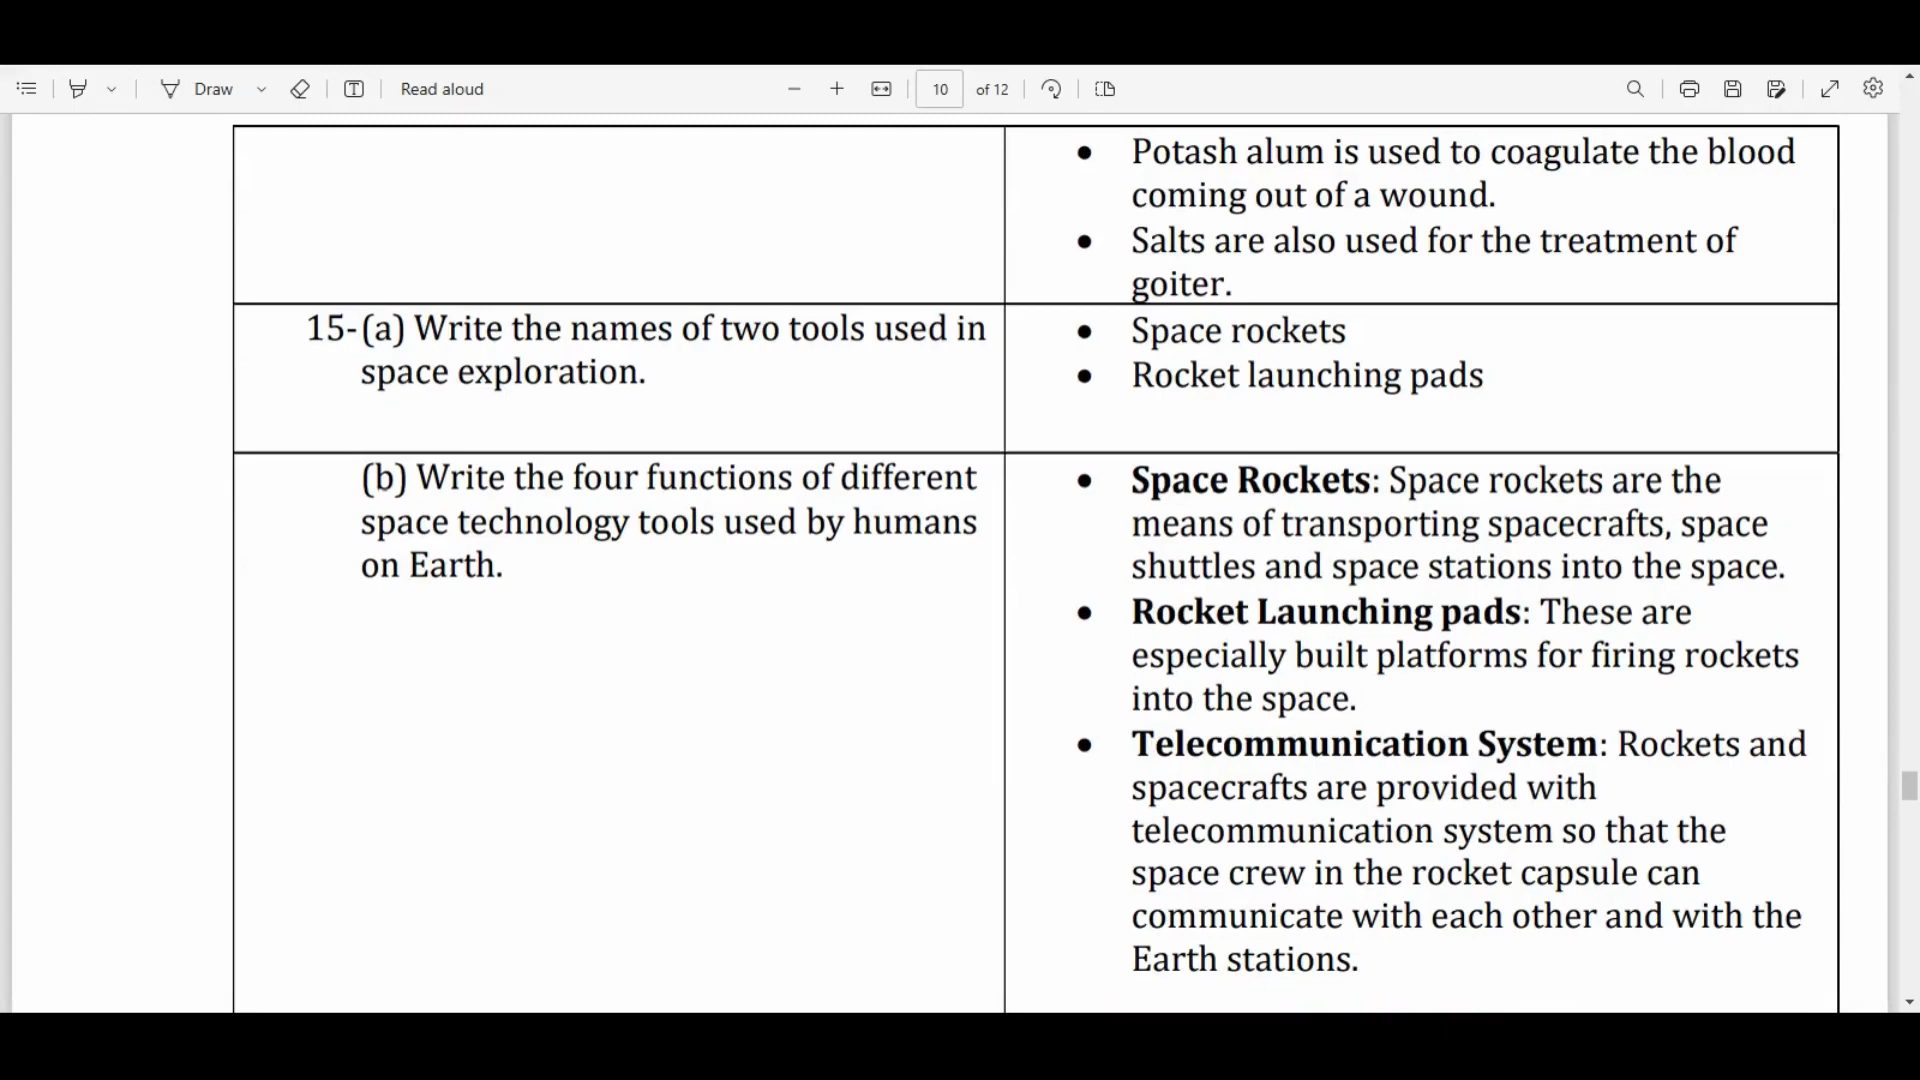 Draw
Read aloud
10 of 12
• Potash alum is used to coagulate the blood
coming out of a wound.
• Salts are also used for the treatment of
goiter.
15-(a) Write the names of two tools used in
space exploration.
• Space rockets
• Rocket launching pads
(b) Write the four functions of different
space technology tools used by humans
on Earth.
• Space Rockets: Space rockets are the
means of transporting spacecrafts, space
shuttles and space stations into the space.
• Rocket Launching pads: These are
especially built platforms for firing rockets
into the space.
• Telecommunication System: Rockets and
spacecrafts are provided with
telecommunication system so that the
space crew in the rocket capsule can
communicate with each other and with the
Earth stations.